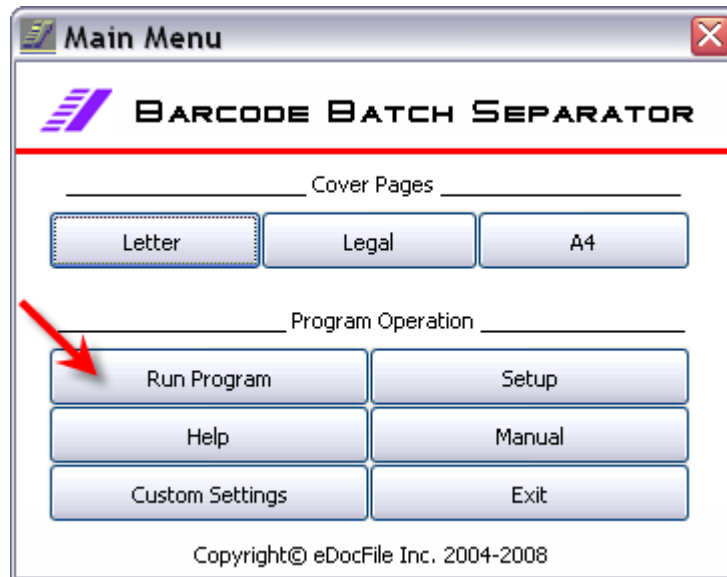 Main Menu
BARCODE BATCH SEPARATOR
Cover Pages
Letter Legal A4
Program Operation
Run Program Setup
Help Manual
Custom Settings Exit
Copyright© eDocFile Inc. 2004-2008